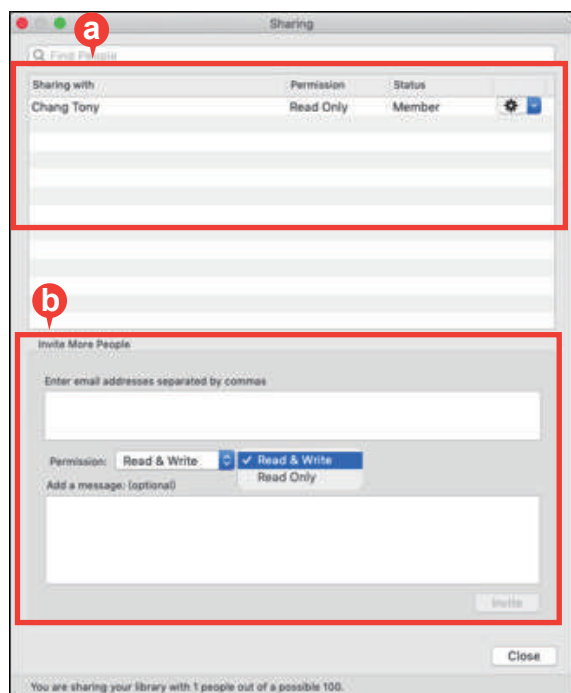 Sharing
a
Find People
Sharing with Permission Status
Chang Tony Read Only Member
b
Invite More People
Enter email addresses separated by commas
Permission: Read & Write ✓ Read & Write
Read Only
Add a message: (optional)
Invite
Close
You are sharing your library with 1 people out of a possible 100.